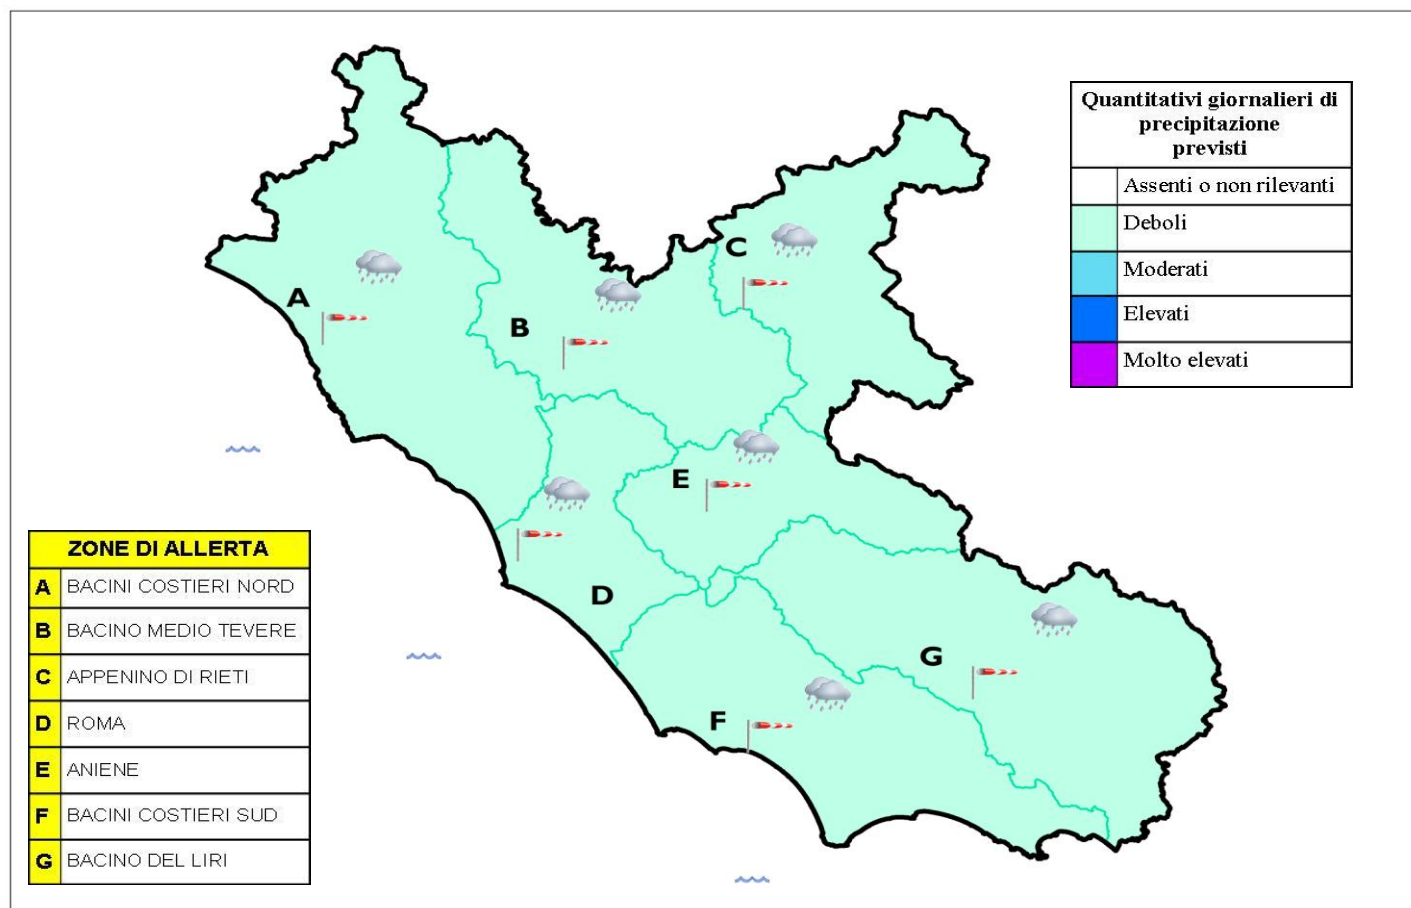 Quantitativi giornalieri di
precipitazione
previsti
Assenti o non rilevanti
Deboli
Moderati
Elevati
Molto elevati
C
A
B
E
D
G
F
ZONE DI ALLERTA
A BACINI COSTIERI NORD
B BACINO MEDIO TEVERE
C APPENINO DI RIETI
D ROMA
E ANIENE
F BACINI COSTIERI SUD
G BACINO DEL LIRI